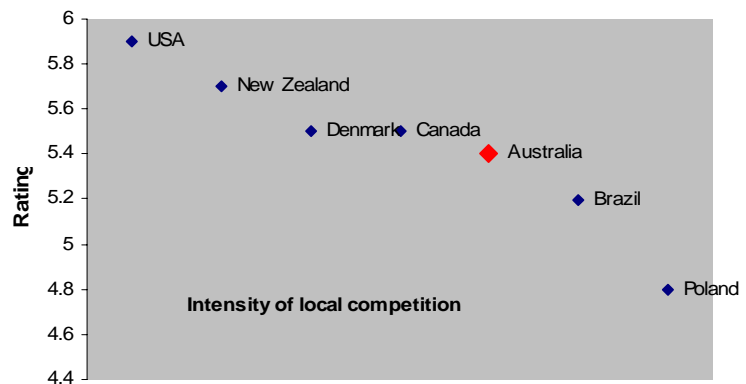 6
USA
5.8
New Zealand
5.6
Denmark
Canada
5.4
Australia
Rating
5.2
Brazil
5
4.8
Poland
Intensity of local competition
4.6
4.4